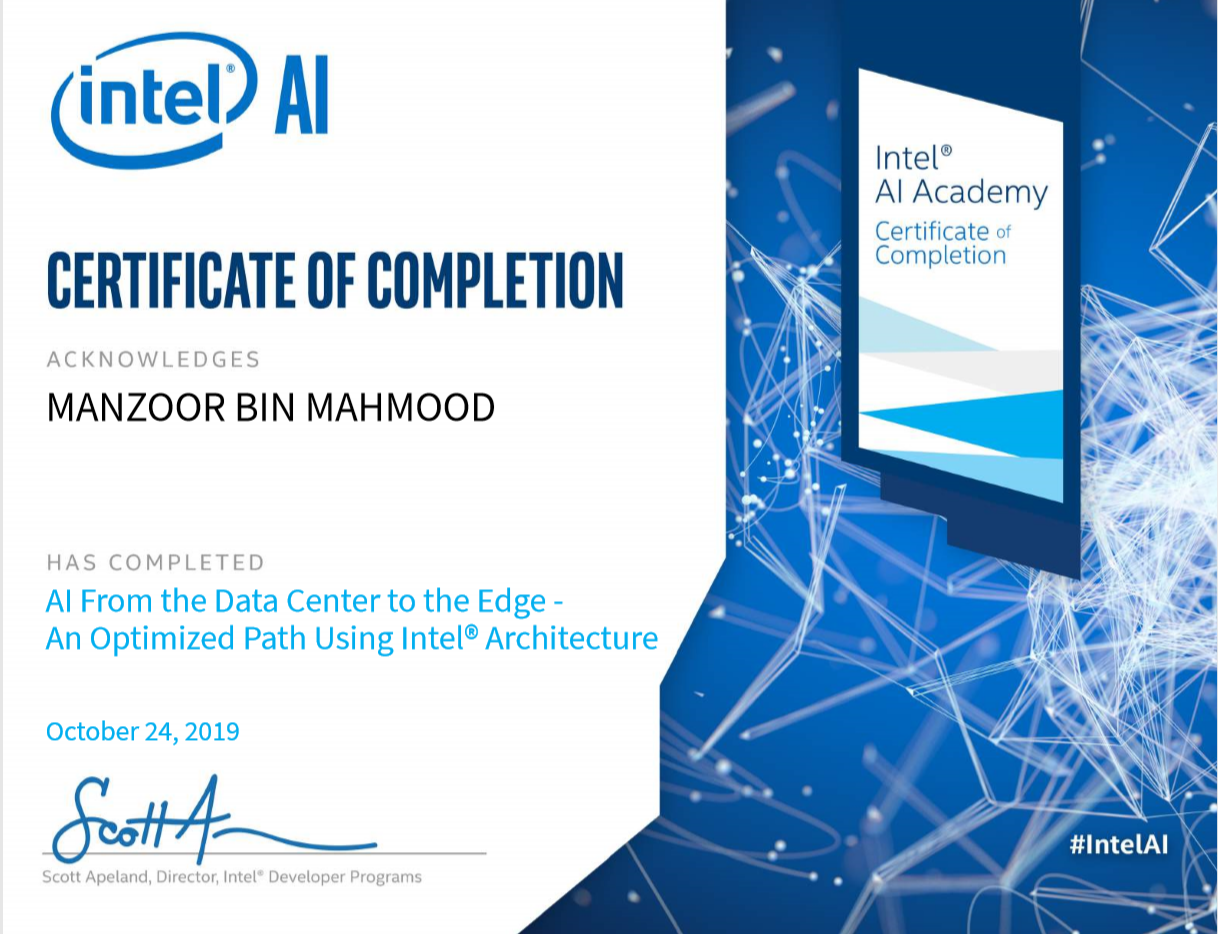 intel® AI
CERTIFICATE OF COMPLETION
ACKNOWLEDGES
MANZOOR BIN MAHMOOD
HAS COMPLETED
AI From the Data Center to the Edge -
An Optimized Path Using Intel® Architecture
October 24, 2019
Scott A
Scott Apeland, Director, Intel® Developer Programs
Intel®
AI Academy
Certificate of
Completion
#IntelAI